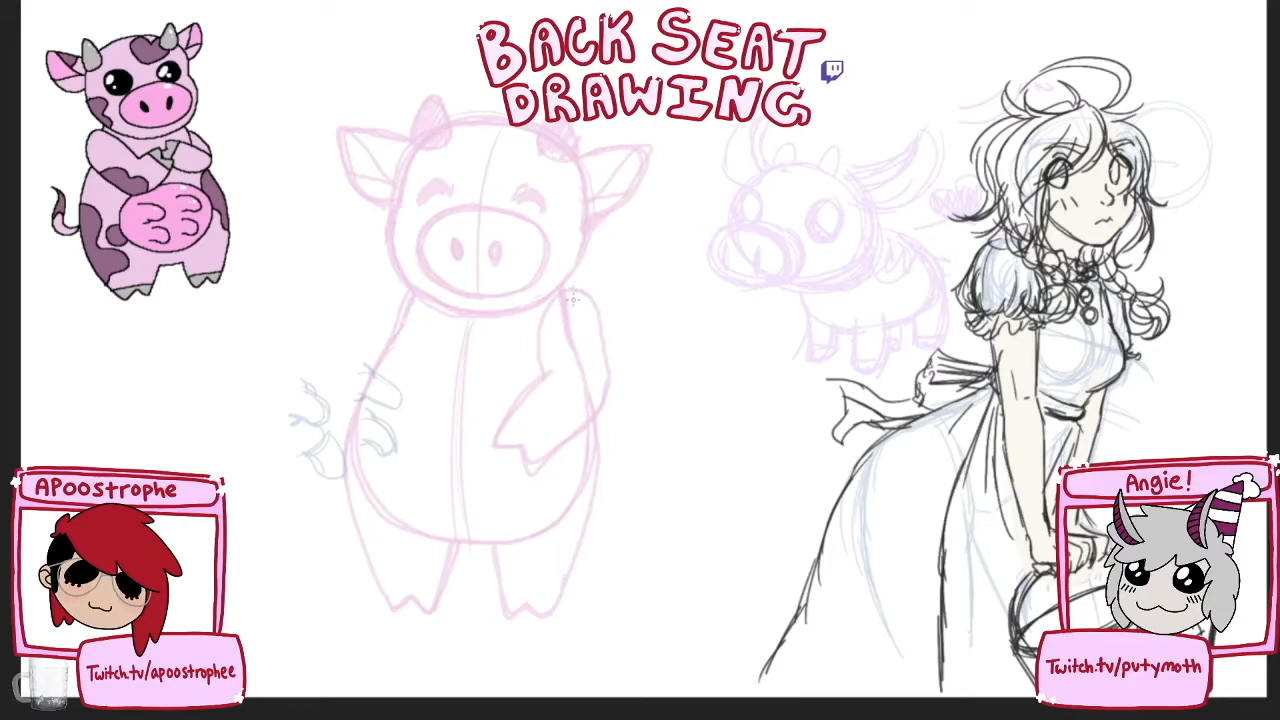 BACK SEAT
DRAWING
APOOstrophe
Twitch.tv/apoostrophee
Angie!
Twitch.tv/putymoth